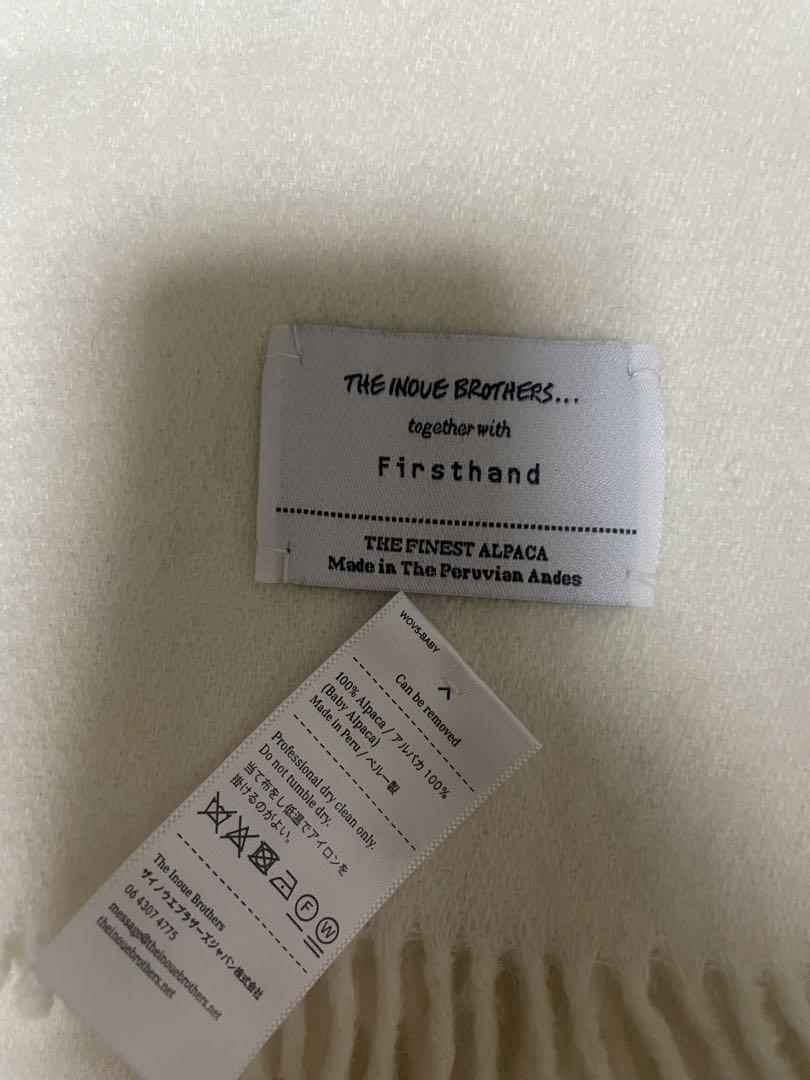 THE INOUE BROTHERS...
together with
Firsthand
THE FINEST ALPACA
Made in The Peruvian Andes
WOVS-BABY
Can be removed
100% Alpaca / アルパカ 100%
(Baby Alpaca)
Made in Peru / ペルー製
Professional dry clean only.
Do not tumble dry.
当て布をし低温でアイロンを
掛けるのがよい。
F W
The Inoue Brothers
ザイノウエブラザーズジャパン株式会社
06 4307 4775
message@theinouebrothers.net
theinouebrothers.net